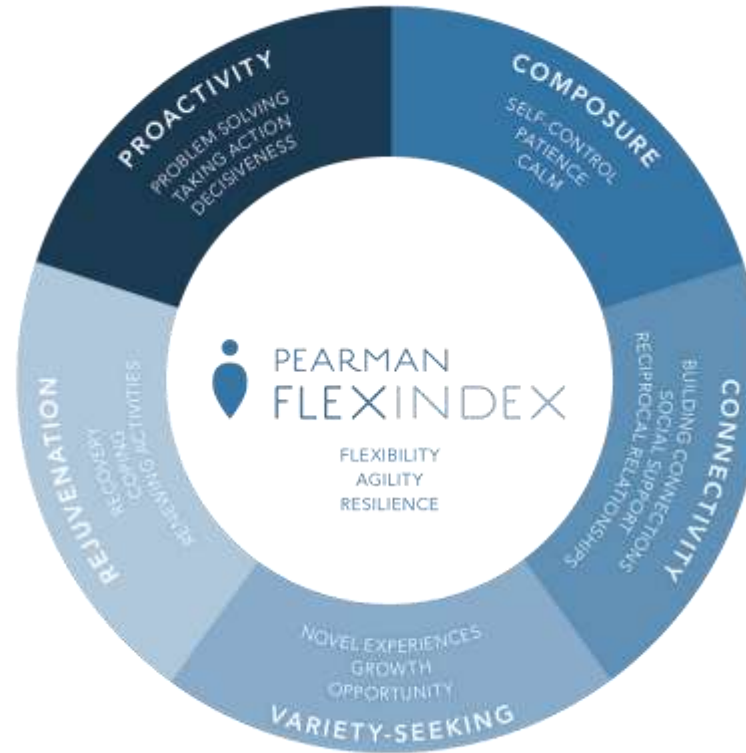 PROACTIVITY
PROBLEM SOLVING
TAKING ACTION
DECISIVENESS
COMPOSURE
SELF-CONTROL
PATIENCE
CALM
CONNECTIVITY
BUILDING CONNECTIONS
SOCIAL SUPPORT
RECIPROCAL RELATIONSHIPS
NOVEL EXPERIENCES
GROWTH
OPPORTUNITY
VARIETY-SEEKING
REJUVENATION
RECOVERY
COPING
RENEWING ACTIVITIES
PEARMAN
FLEXINDEX
FLEXIBILITY
AGILITY
RESILIENCE